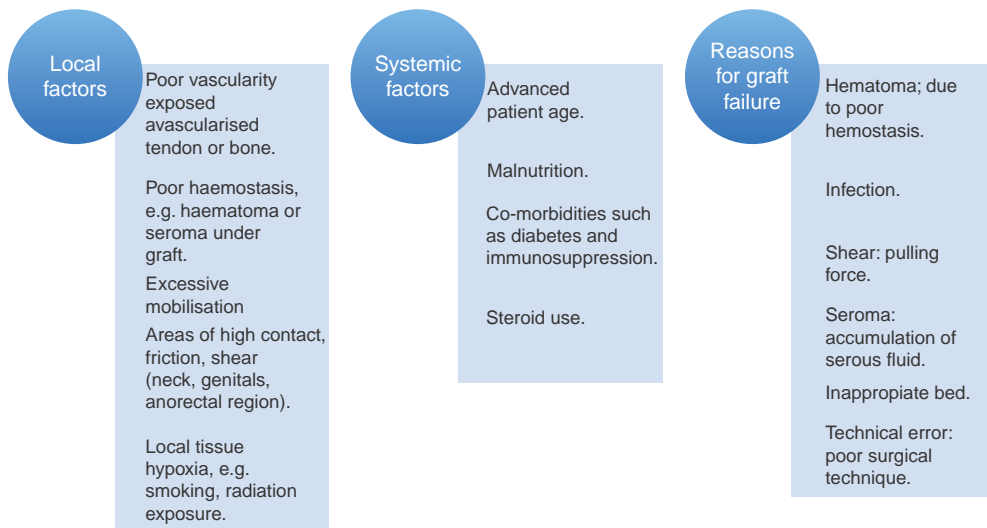 Local
factors
Poor vascularity
exposed
avascularised
tendon or bone.
Poor haemostasis,
e.g. haematoma or
seroma under
graft.
Excessive
mobilisation
Areas of high contact,
friction, shear
(neck, genitals,
anorectal region).
Local tissue
hypoxia, e.g.
smoking, radiation
exposure.
Systemic
factors
Advanced
patient age.
Malnutrition.
Co-morbidities such
as diabetes and
immunosuppression.
Steroid use.
Reasons
for graft
failure
Hematoma; due
to poor
hemostasis.
Infection.
Shear: pulling
force.
Seroma:
accumulation of
serous fluid.
Inappropiate bed.
Technical error:
poor surgical
technique.